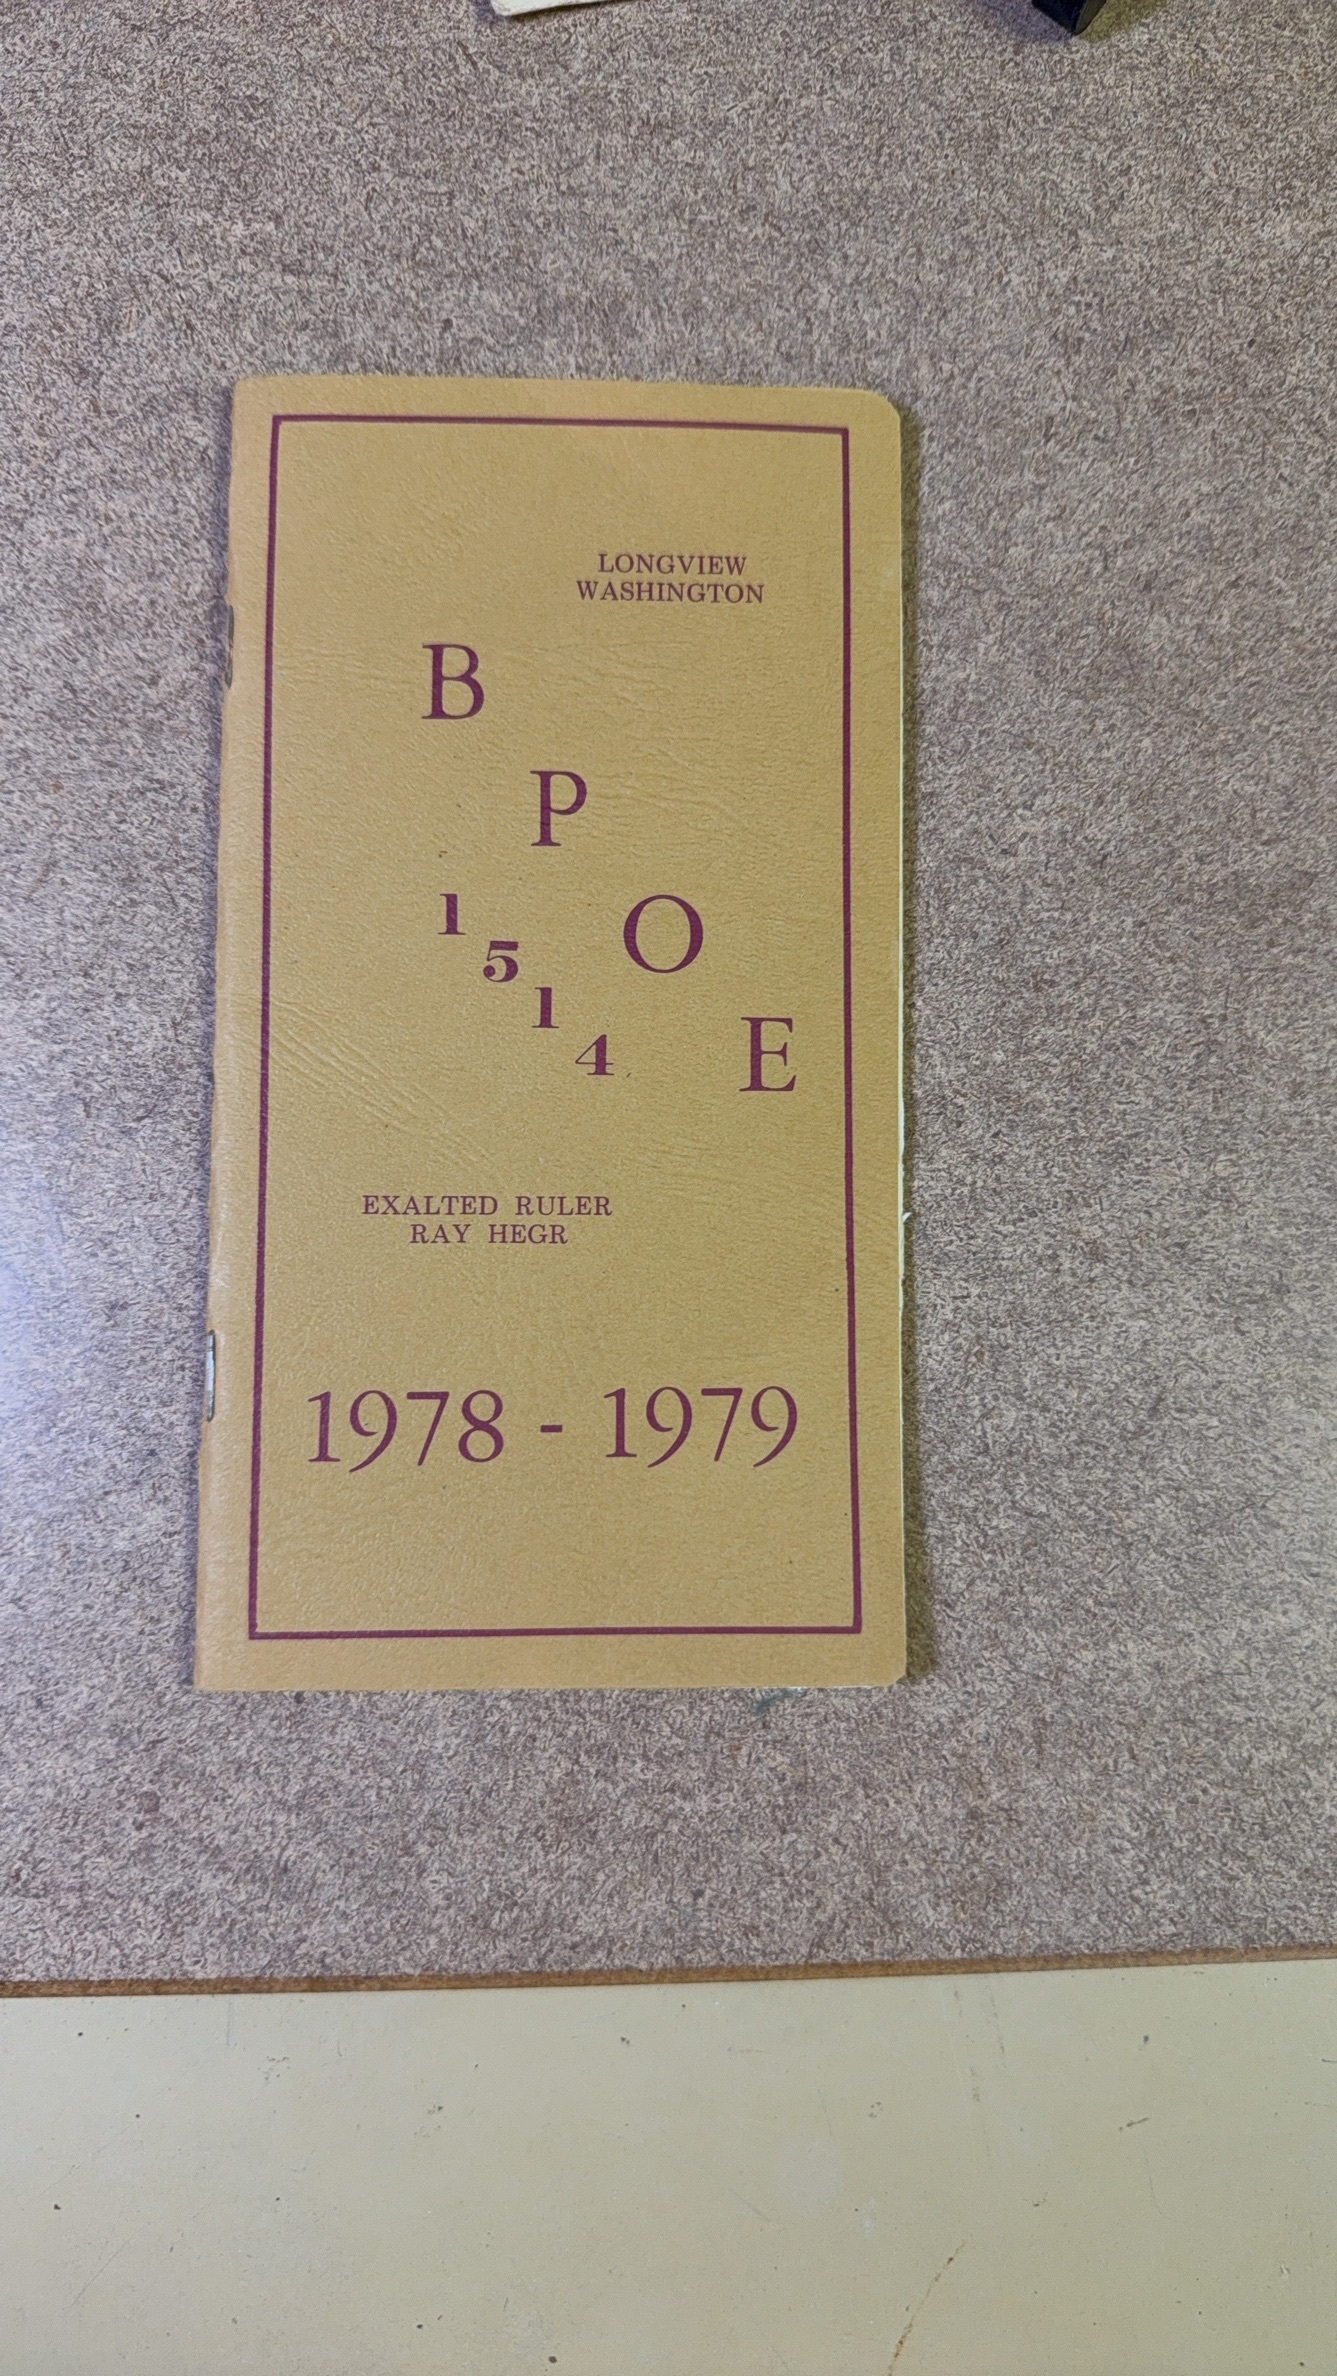 LONGVIEW
WASHINGTON
B
P
O
E
1
5
1
4
EXALTED RULER
RAY HEGR
1978 - 1979